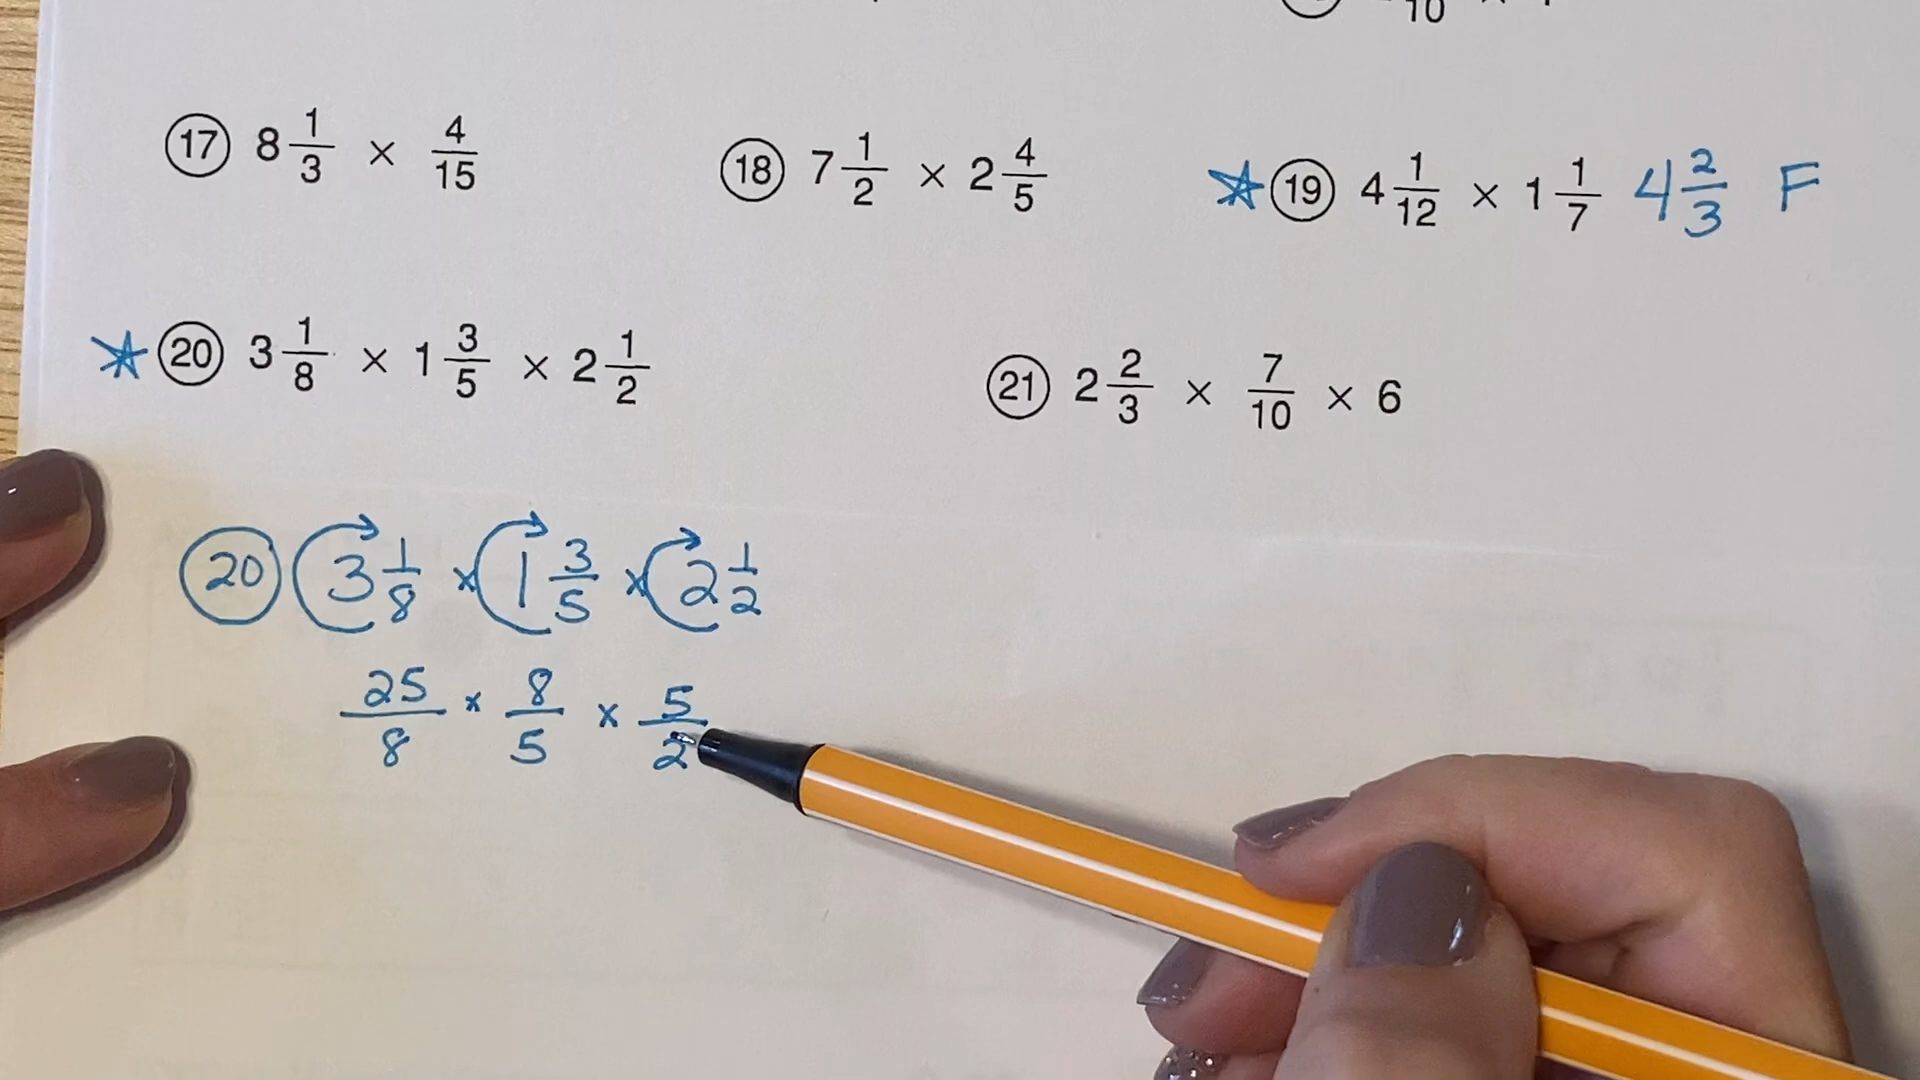 10
⑰ 8 1/3 × 4/15
⑱ 7 1/2 × 2 4/5
⑲ 4 1/12 × 1 1/7 4 2/3 F
⑳ 3 1/8 × 1 3/5 × 2 1/2
㉑ 2 2/3 × 7/10 × 6
⑳ 3 1/8 × 1 3/5 × 2 1/2
25/8 × 8/5 × 5/2